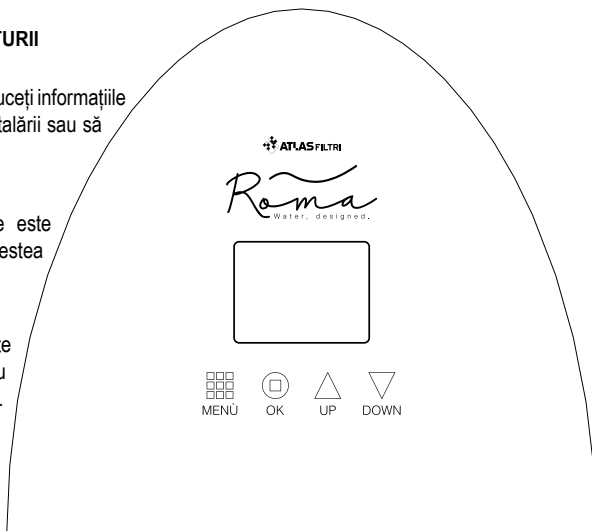 TURII
uceți informațiile
talării sau să
e este
estea
te
u
.
ATLAS FILTRI
Roma
Water, designed.
MENÙ OK UP DOWN